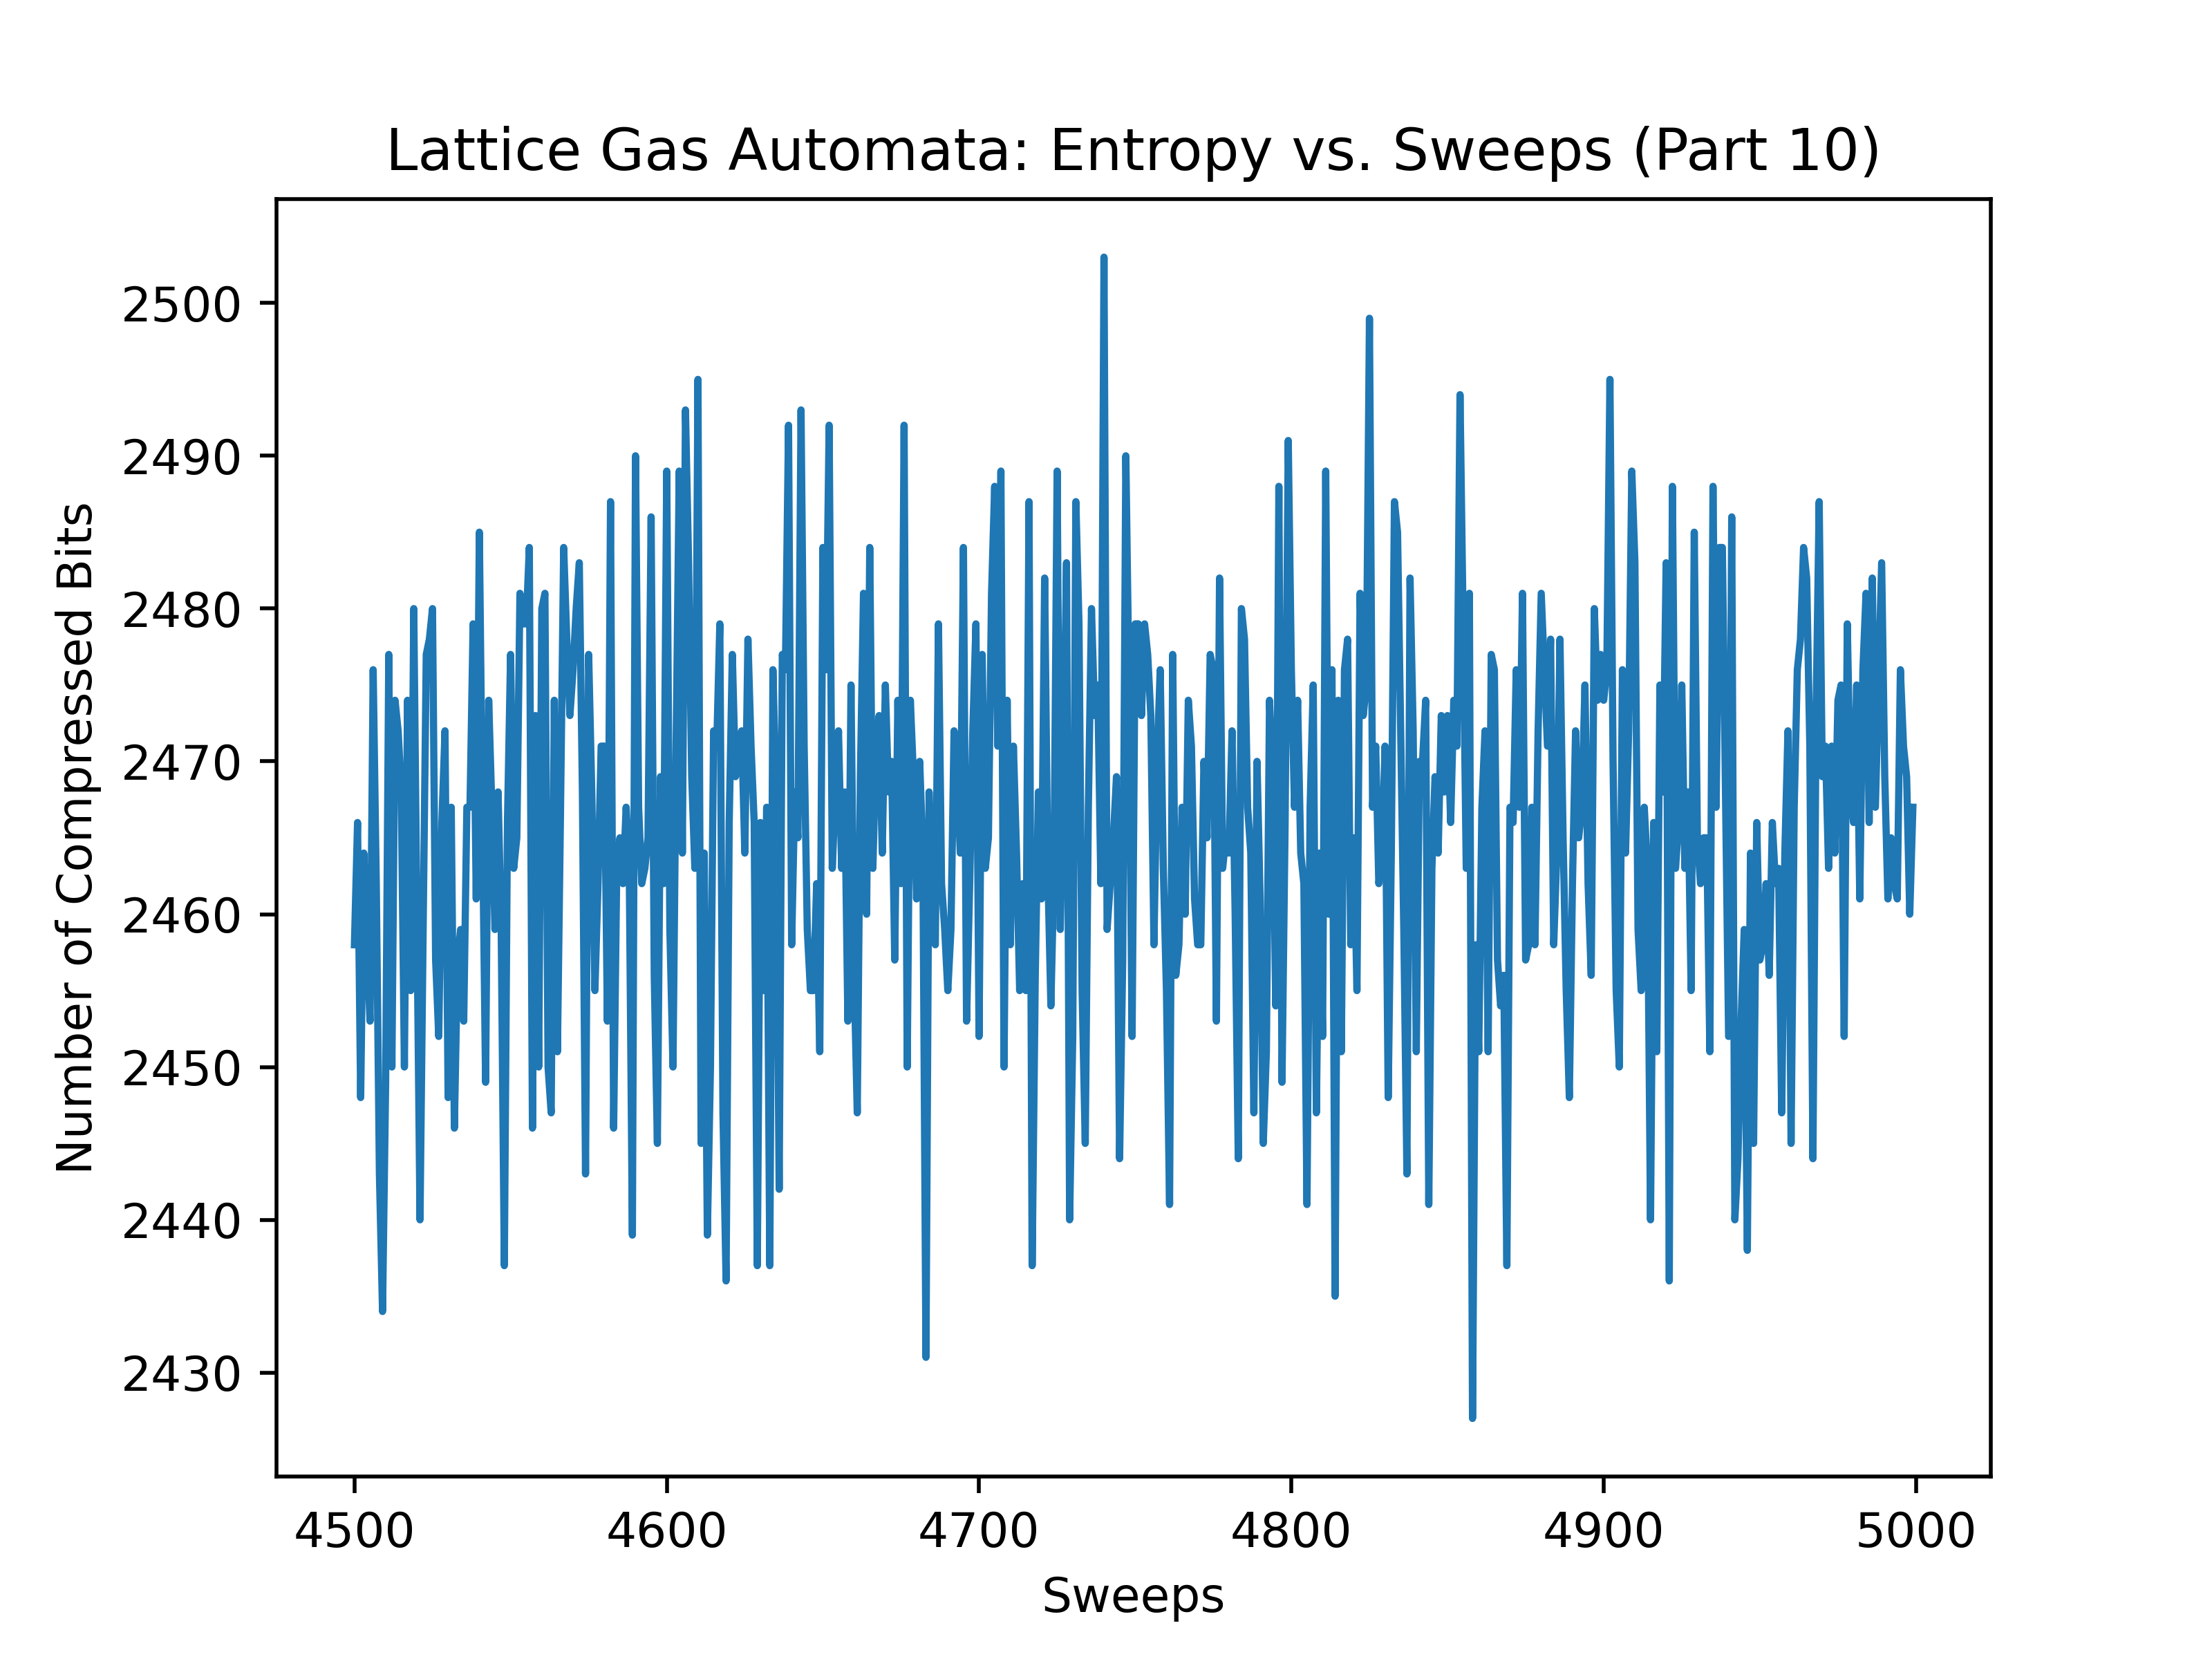 Lattice Gas Automata: Entropy vs. Sweeps (Part 10)
Number of Compressed Bits
2500
2490
2480
2470
2460
2450
2440
2430
4500 4600 4700 4800 4900 5000
Sweeps